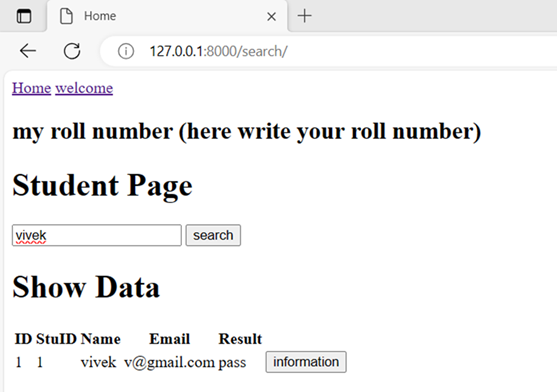 Home
127.0.0.1:8000/search/
Home welcome
my roll number (here write your roll number)
Student Page
vivek search
Show Data
ID StuID Name Email Result
1 1 vivek v@gmail.com pass information